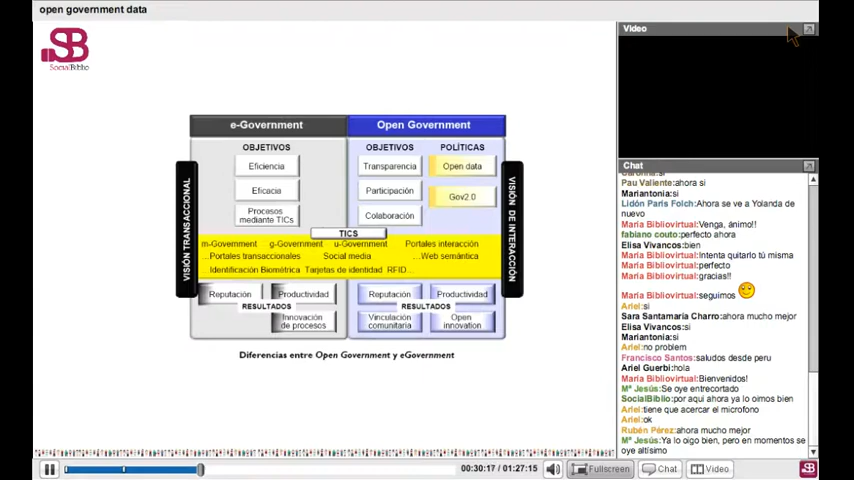 open government data
SB
SocialBiblio
e-Government
Open Government
OBJETIVOS
OBJETIVOS
POLÍTICAS
Eficiencia
Transparencia
Open data
Eficacia
Participación
Gov2.0
Procesos
mediante TICs
Colaboración
VISIÓN TRANSACCIONAL
VISIÓN DE INTERACCIÓN
TICS
m-Government g-Government u-Government Portales interacción
...Portales transaccionales Social media ...Web semántica
Identificación Biométrica Tarjetas de identidad RFID...
Reputación
Productividad
Reputación
Productividad
RESULTADOS
RESULTADOS
Innovación
de procesos
Vinculación
comunitaria
Open
innovation
Diferencias entre Open Government y eGovernment
Video
Chat
Pau Valiente:ahora si
Mariantonia:si
Lidón París Folch:Ahora se ve a Yolanda de
nuevo
María Bibliovirtual:Venga, ánimo!!
fabiano couto:perfecto ahora
Elisa Vivancos:bien
María Bibliovirtual:Intenta quitarlo tú misma
María Bibliovirtual:perfecto
María Bibliovirtual:gracias!!
María Bibliovirtual:seguimos
Ariel:si
Sara Santamaría Charro:ahora mucho mejor
Elisa Vivancos:si
Mariantonia:si
Ariel:no problem
Francisco Santos:saludos desde peru
Ariel Guerbi:hola
María Bibliovirtual:Bienvenidos!
Mª Jesús:Se oye entrecortado
SocialBiblio:por aqui ahora ya lo oimos bien
Ariel:tiene que acercar el microfono
Ariel:ok
Rubén Pérez:ahora mucho mejor
Mª Jesús:Ya lo oigo bien, pero en momentos se
oye altísimo
00:30:17 / 01:27:15
Fullscreen
Chat
Video